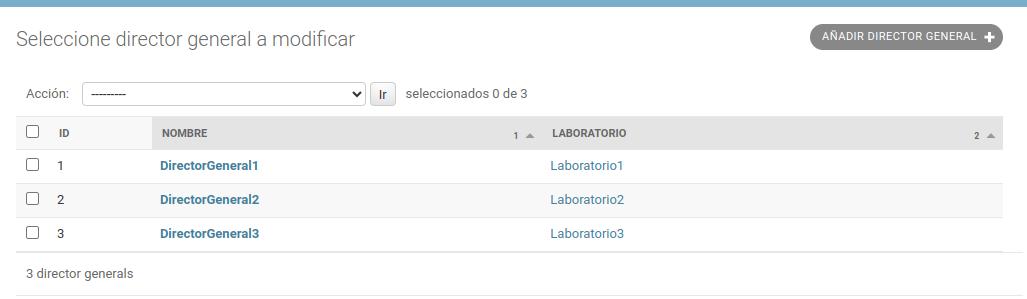 Seleccione director general a modificar
AÑADIR DIRECTOR GENERAL
Acción: --------- Ir seleccionados 0 de 3
ID NOMBRE 1 LABORATORIO 2
1 DirectorGeneral1 Laboratorio1
2 DirectorGeneral2 Laboratorio2
3 DirectorGeneral3 Laboratorio3
3 director generals